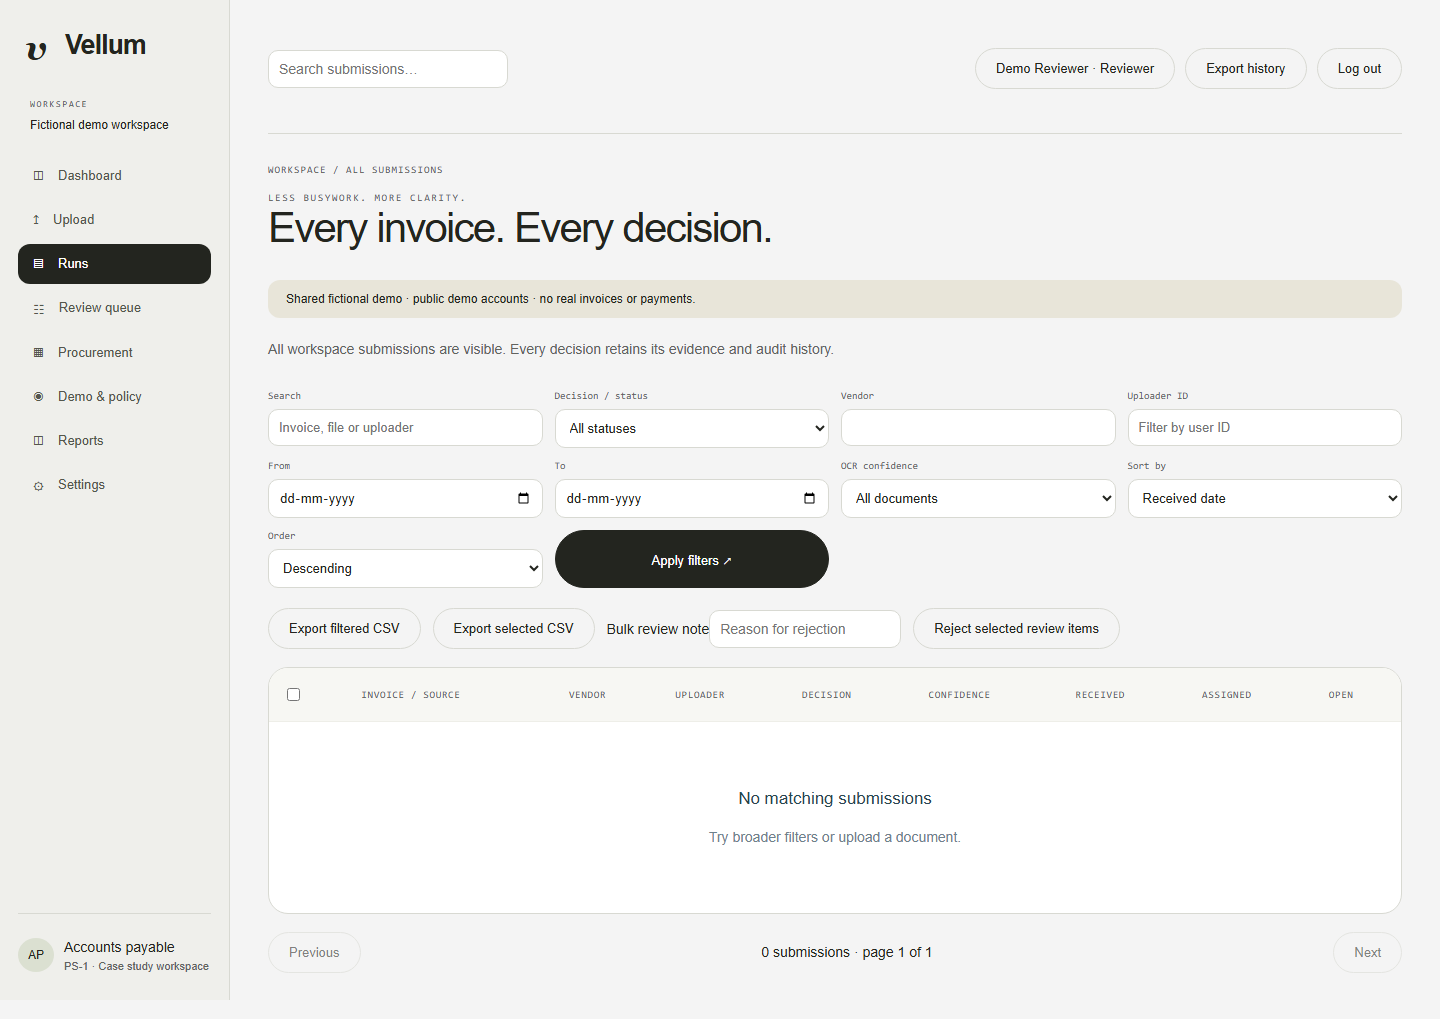 v Vellum
WORKSPACE
Fictional demo workspace
Dashboard
Upload
Runs
Review queue
Procurement
Demo & policy
Reports
Settings
AP
Accounts payable
PS-1 · Case study workspace
Search submissions...
Demo Reviewer · Reviewer
Export history
Log out
WORKSPACE / ALL SUBMISSIONS
LESS BUSYWORK. MORE CLARITY.
Every invoice. Every decision.
Shared fictional demo · public demo accounts · no real invoices or payments.
All workspace submissions are visible. Every decision retains its evidence and audit history.
Search
Decision / status
Vendor
Uploader ID
Invoice, file or uploader
All statuses
Filter by user ID
From
To
OCR confidence
Sort by
dd-mm-yyyy
dd-mm-yyyy
All documents
Received date
Order
Descending
Apply filters ↗
Export filtered CSV
Export selected CSV
Bulk review note
Reason for rejection
Reject selected review items
INVOICE / SOURCE
VENDOR
UPLOADER
DECISION
CONFIDENCE
RECEIVED
ASSIGNED
OPEN
No matching submissions
Try broader filters or upload a document.
Previous
0 submissions · page 1 of 1
Next